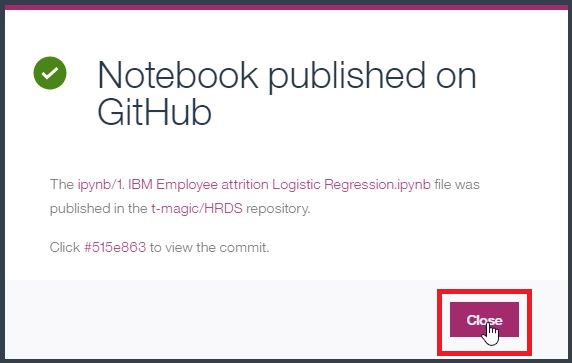 Notebook published on
GitHub
The ipynb/1. IBM Employee attrition Logistic Regression.ipynb file was
published in the t-magic/HRDS repository.
Click #515e863 to view the commit.
Close